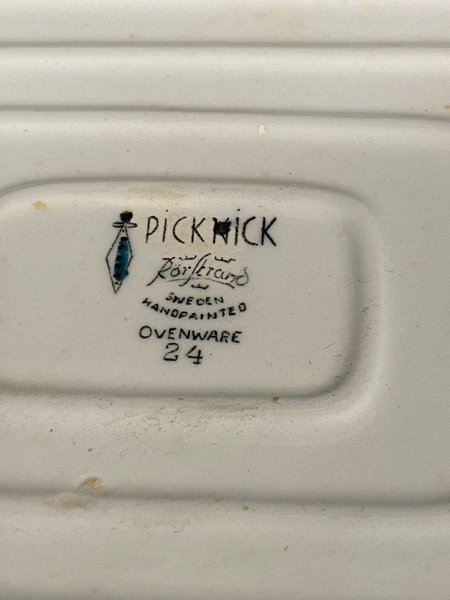 PICKNICK
Rörstrand
SWEDEN
HANDPAINTED
OVENWARE
24